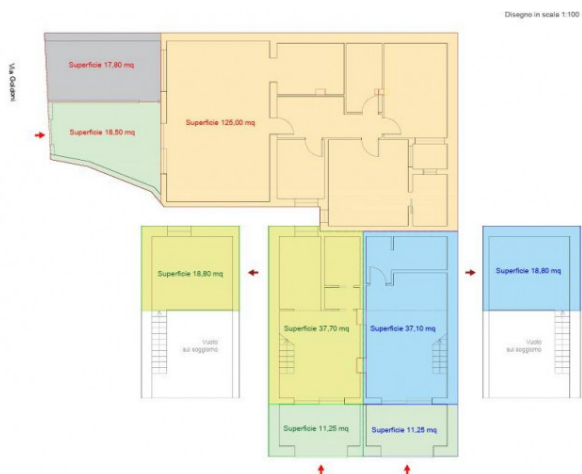 Disegno in scala 1:100
Via Goldoni
Superficie 17,90 mq
Superficie 18,50 mq
Superficie 125,00 mq
Superficie 18,80 mq
Superficie 18,80 mq
Superficie 37,70 mq
Superficie 37,10 mq
Vuoto
sul soggiorno
Vuoto
sul soggiorno
Superficie 11,25 mq
Superficie 11,25 mq